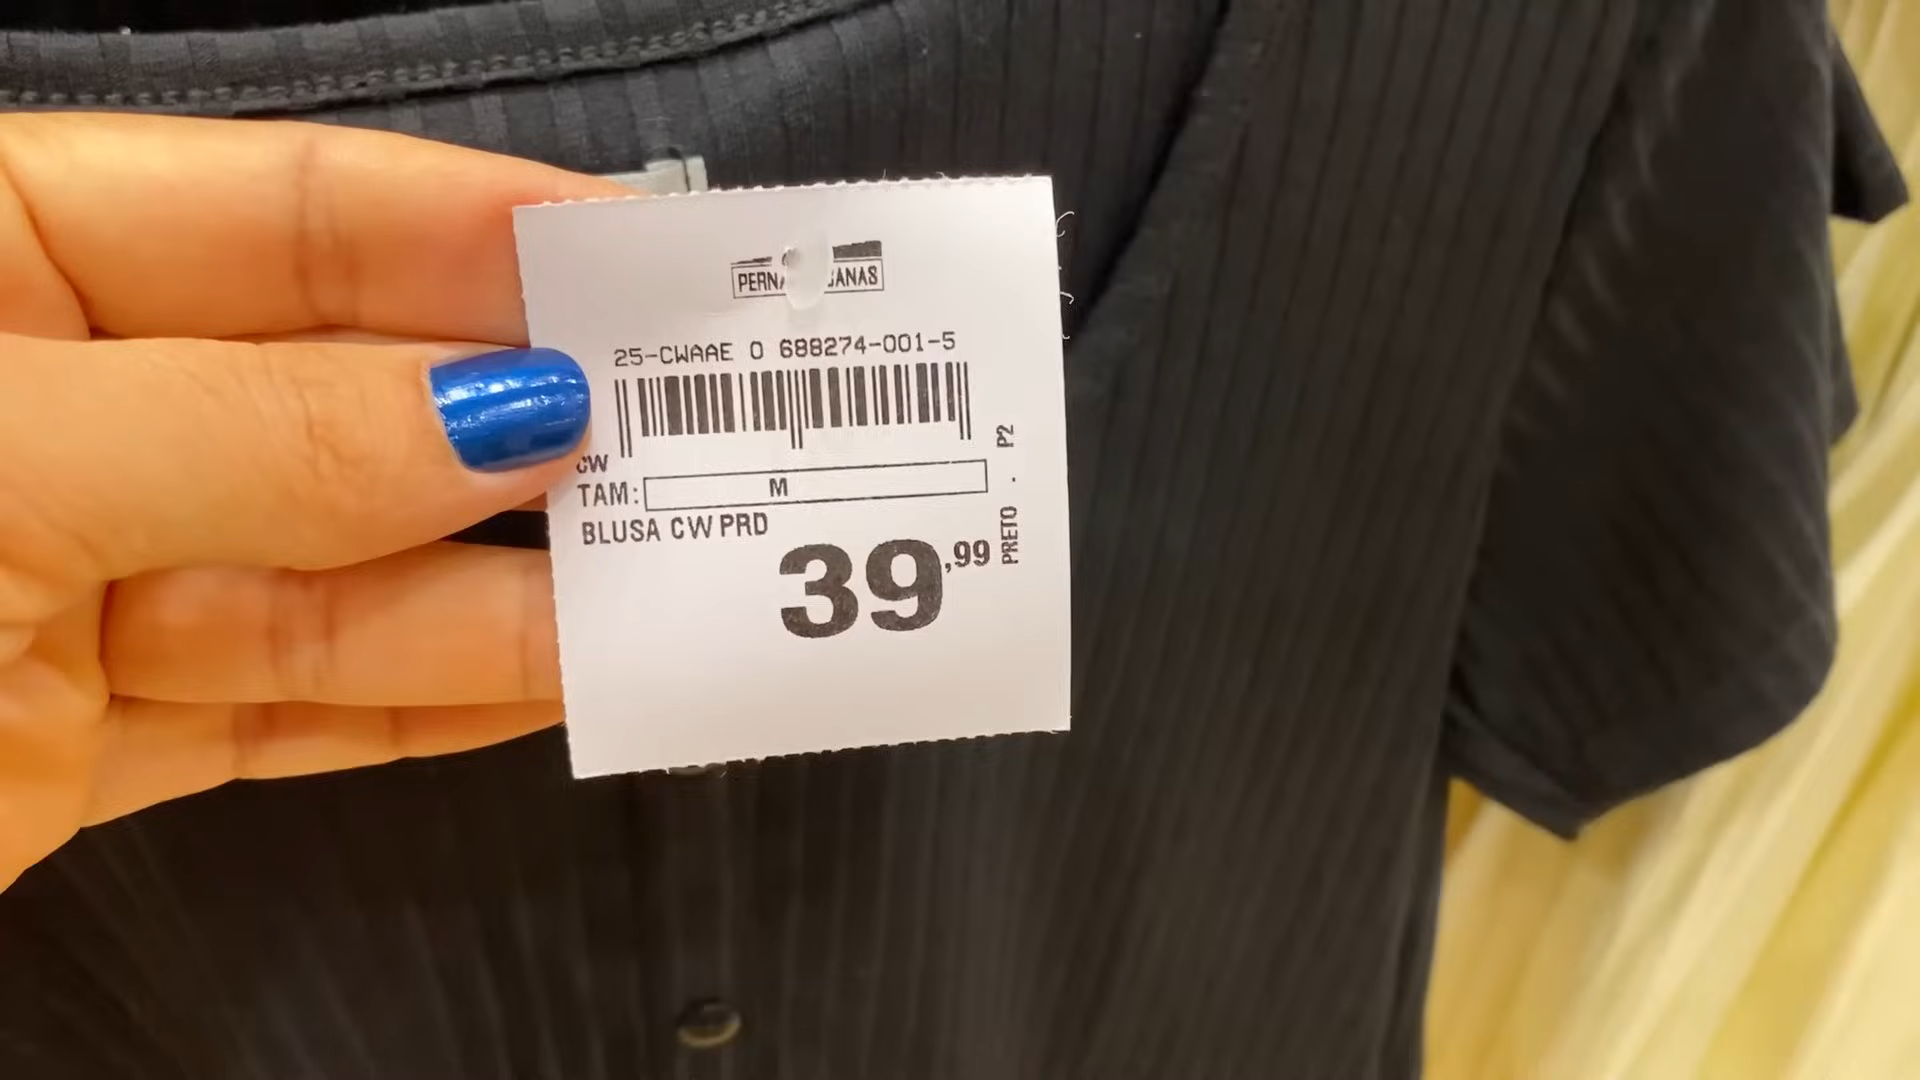 25-CWAAE 0 688274-001-5
CW
TAM: M
BLUSA CW PRD
39,99
PRETO . P2